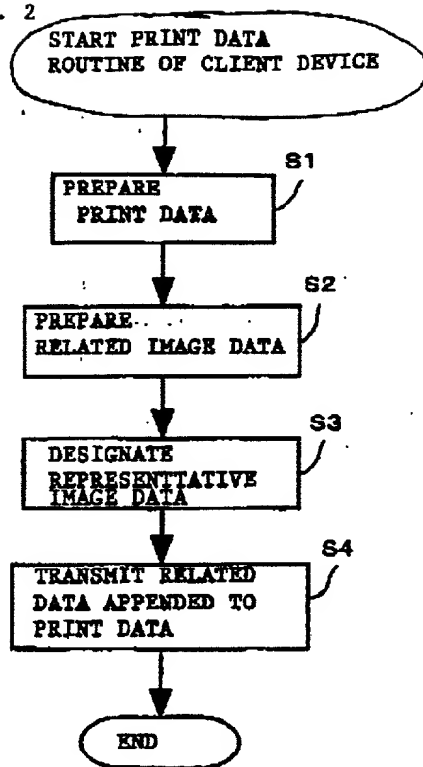 . 2
START PRINT DATA
ROUTINE OF CLIENT DEVICE
S1
PREPARE
PRINT DATA
S2
PREPARE
RELATED IMAGE DATA
S3
DESIGNATE
REPRESENTTATIVE
IMAGE DATA
S4
TRANSMIT RELATED
DATA APPENDED TO
PRINT DATA
END